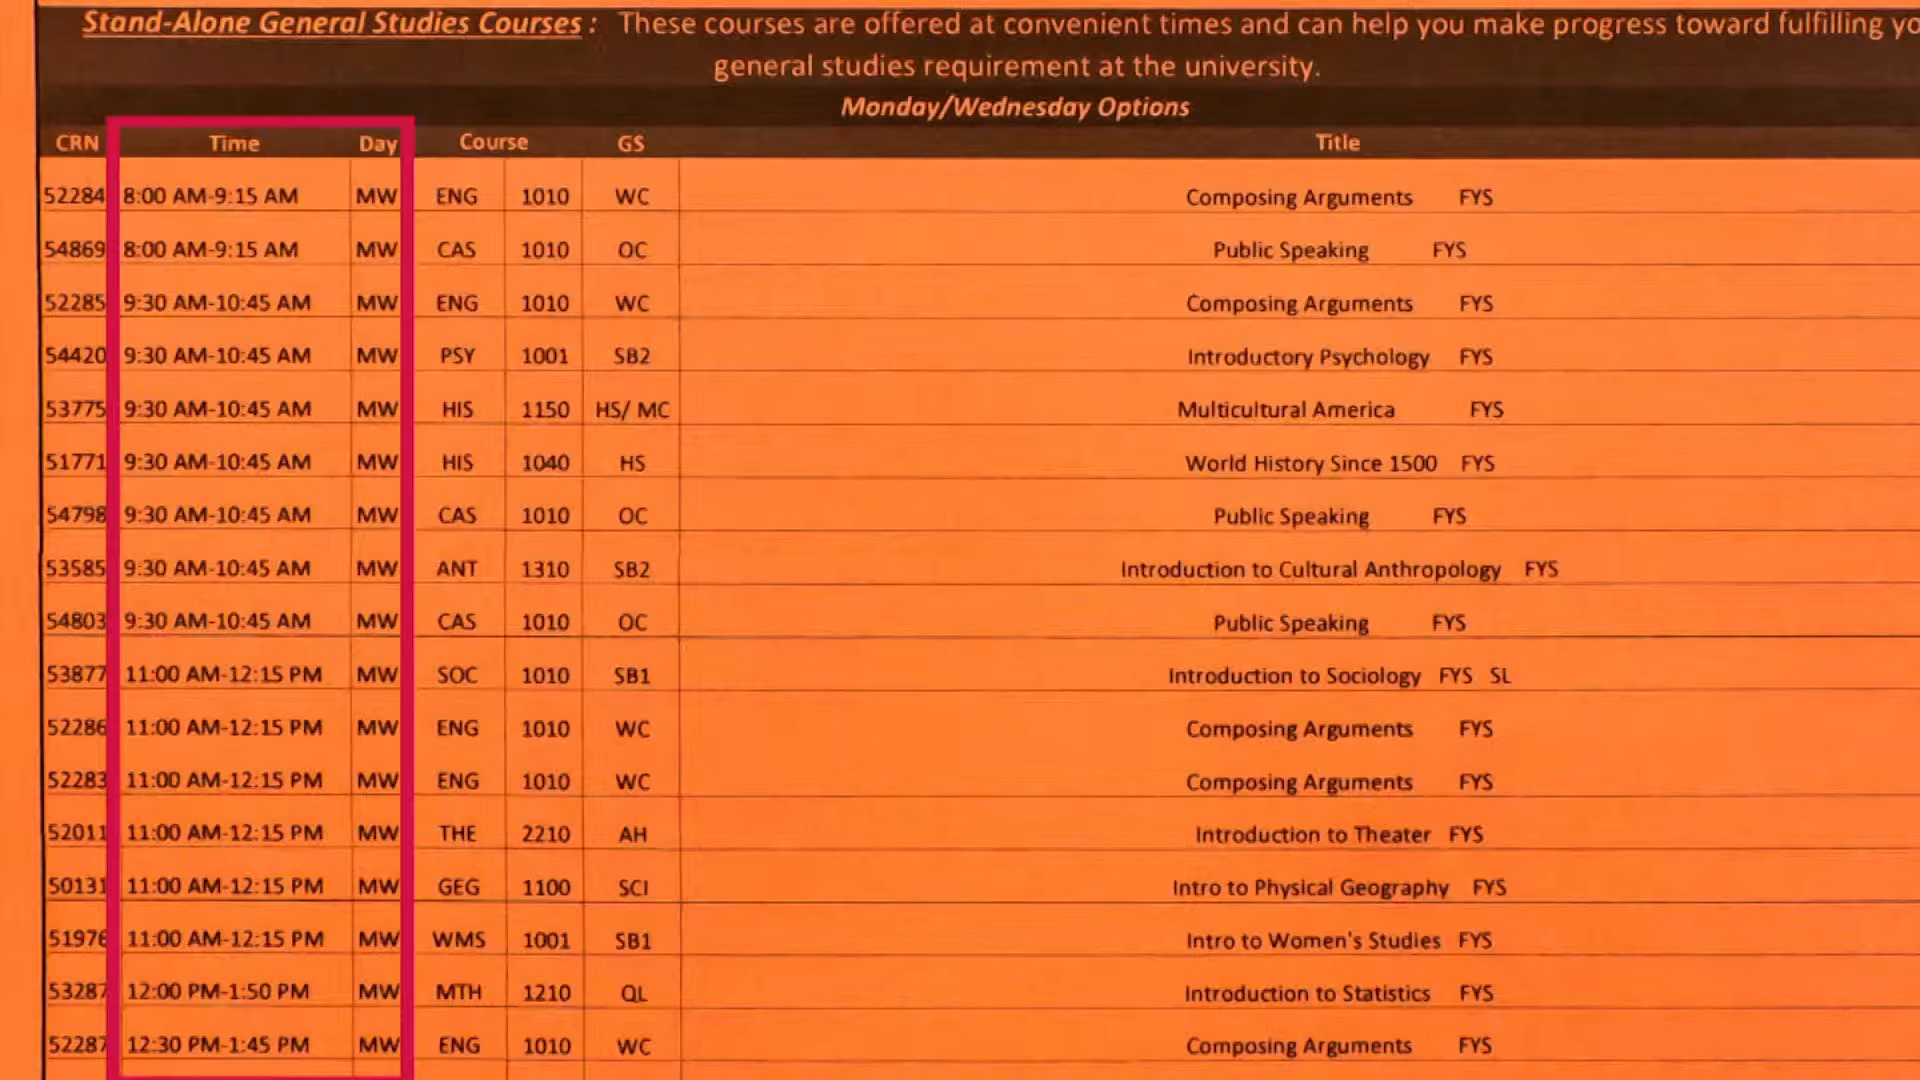 Stand-Alone General Studies Courses : These courses are offered at convenient times and can help you make progress toward fulfilling
general studies requirement at the university.
Monday/Wednesday Options
CRN Time Day Course GS Title
52284 8:00 AM-9:15 AM MW ENG 1010 WC Composing Arguments FYS
54869 8:00 AM-9:15 AM MW CAS 1010 OC Public Speaking FYS
52285 9:30 AM-10:45 AM MW ENG 1010 WC Composing Arguments FYS
54420 9:30 AM-10:45 AM MW PSY 1001 SB2 Introductory Psychology FYS
53775 9:30 AM-10:45 AM MW HIS 1150 HS/ MC Multicultural America FYS
51771 9:30 AM-10:45 AM MW HIS 1040 HS World History Since 1500 FYS
54798 9:30 AM-10:45 AM MW CAS 1010 OC Public Speaking FYS
53585 9:30 AM-10:45 AM MW ANT 1310 SB2 Introduction to Cultural Anthropology FYS
54803 9:30 AM-10:45 AM MW CAS 1010 OC Public Speaking FYS
53877 11:00 AM-12:15 PM MW SOC 1010 SB1 Introduction to Sociology FYS SL
52286 11:00 AM-12:15 PM MW ENG 1010 WC Composing Arguments FYS
52283 11:00 AM-12:15 PM MW ENG 1010 WC Composing Arguments FYS
52011 11:00 AM-12:15 PM MW THE 2210 AH Introduction to Theater FYS
50131 11:00 AM-12:15 PM MW GEG 1100 SCI Intro to Physical Geography FYS
51976 11:00 AM-12:15 PM MW WMS 1001 SB1 Intro to Women's Studies FYS
53287 12:00 PM-1:50 PM MW MTH 1210 QL Introduction to Statistics FYS
52287 12:30 PM-1:45 PM MW ENG 1010 WC Composing Arguments FYS